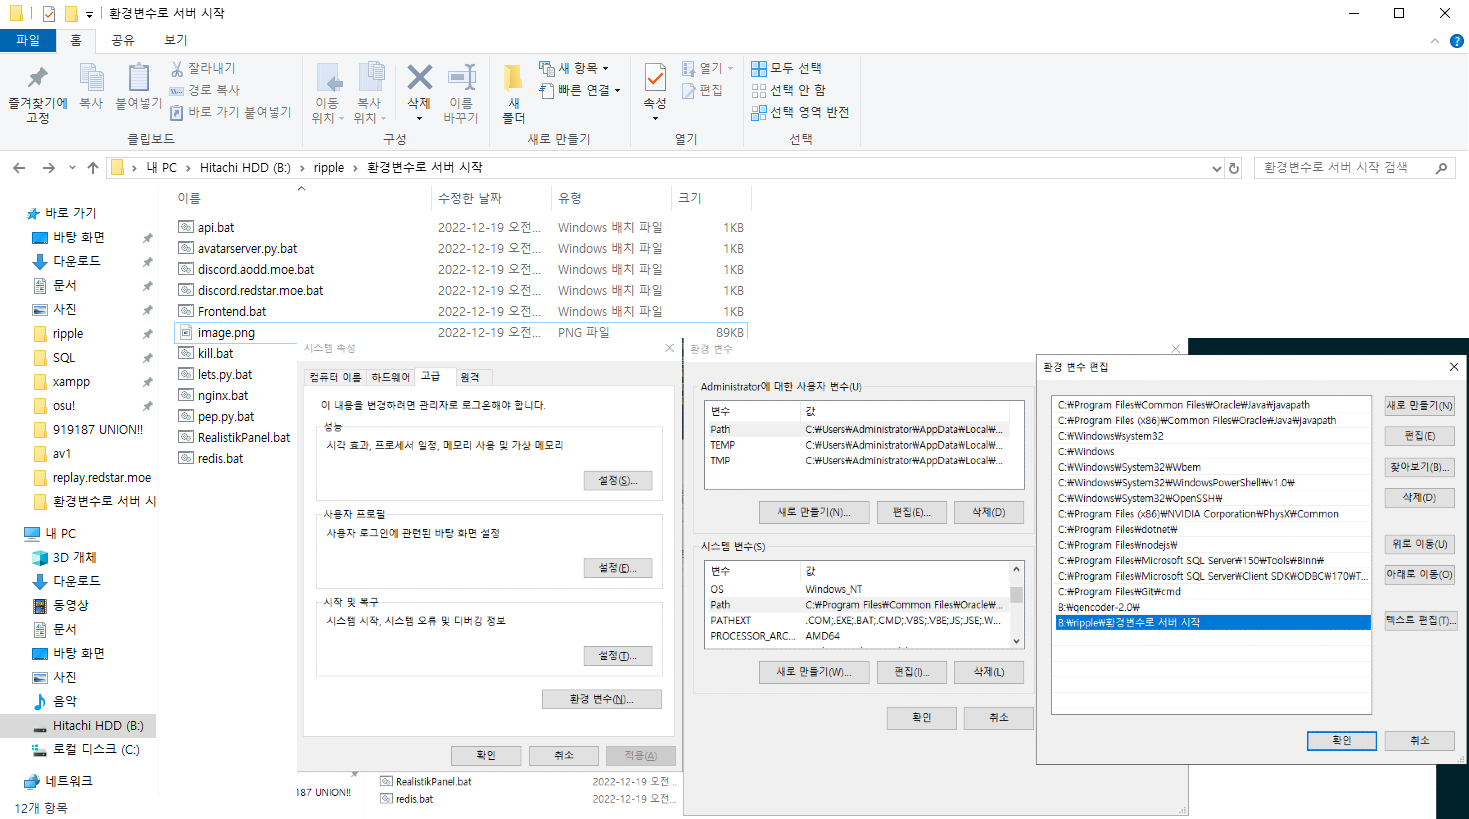 환경변수로 서버 시작
파일 홈 공유 보기
즐겨찾기에 고정
복사
붙여넣기
잘라내기
경로 복사
바로 가기 붙여넣기
클립보드
이동 위치
복사 위치
삭제
이름 바꾸기
구성
새 폴더
새 항목
빠른 연결
새로 만들기
속성
열기
편집
열기
모두 선택
선택 안 함
선택 영역 반전
선택
내 PC > Hitachi HDD (B:) > ripple > 환경변수로 서버 시작
환경변수로 서버 시작 검색
바로 가기
바탕 화면
다운로드
문서
사진
ripple
SQL
xampp
osu!
919187 UNION!!
av1
replay.redstar.moe
환경변수로 서버 시
내 PC
3D 개체
다운로드
동영상
문서
바탕 화면
사진
음악
Hitachi HDD (B:)
로컬 디스크 (C:)
네트워크
12개 항목
이름 수정한 날짜 유형 크기
api.bat 2022-12-19 오전... Windows 배치 파일 1KB
avatarserver.py.bat 2022-12-19 오전... Windows 배치 파일 1KB
discord.aodd.moe.bat 2022-12-19 오전... Windows 배치 파일 1KB
discord.redstar.moe.bat 2022-12-19 오전... Windows 배치 파일 1KB
Frontend.bat 2022-12-19 오전... Windows 배치 파일 1KB
image.png 2022-12-19 오전... PNG 파일 89KB
kill.bat
lets.py.bat
nginx.bat
pep.py.bat
RealistikPanel.bat
redis.bat
시스템 속성
컴퓨터 이름 하드웨어 고급 원격
이 내용을 변경하려면 관리자로 로그온해야 합니다.
성능
시각 효과, 프로세서 일정, 메모리 사용 및 가상 메모리
설정(S)...
사용자 프로필
사용자 로그인에 관련된 바탕 화면 설정
설정(E)...
시작 및 복구
시스템 시작, 시스템 오류 및 디버깅 정보
설정(T)...
환경 변수(N)...
확인 취소 적용(A)
187 UNION!!
RealistikPanel.bat 2022-12-19 오전...
redis.bat 2022-12-19 오전...
환경 변수
Administrator에 대한 사용자 변수(U)
변수 값
Path C:₩Users₩Administrator₩AppData₩Local₩...
TEMP C:₩Users₩Administrator₩AppData₩Local₩...
TMP C:₩Users₩Administrator₩AppData₩Local₩...
새로 만들기(N)... 편집(E)... 삭제(D)
시스템 변수(S)
변수 값
OS Windows_NT
Path C:₩Program Files₩Common Files₩Oracle₩...
PATHEXT .COM;.EXE;.BAT;.CMD;.VBS;.VBE;.JS;.JSE;.W...
PROCESSOR_ARC... AMD64
새로 만들기(W)... 편집(I)... 삭제(L)
확인 취소
환경 변수 편집
C:₩Program Files₩Common Files₩Oracle₩Java₩javapath
C:₩Program Files (x86)₩Common Files₩Oracle₩Java₩javapath
C:₩Windows₩system32
C:₩Windows
C:₩Windows₩System32₩Wbem
C:₩Windows₩System32₩WindowsPowerShell₩v1.0₩
C:₩Windows₩System32₩OpenSSH₩
C:₩Program Files (x86)₩NVIDIA Corporation₩PhysX₩Common
C:₩Program Files₩dotnet₩
C:₩Program Files₩nodejs₩
C:₩Program Files₩Microsoft SQL Server₩150₩Tools₩Binn₩
C:₩Program Files₩Microsoft SQL Server₩Client SDK₩ODBC₩170₩T...
C:₩Program Files₩Git₩cmd
B:₩qencoder-2.0₩
B:₩ripple₩환경변수로 서버 시작
새로 만들기(N)
편집(E)
찾아보기(B)...
삭제(D)
위로 이동(U)
아래로 이동(O)
텍스트 편집(T)...
확인 취소